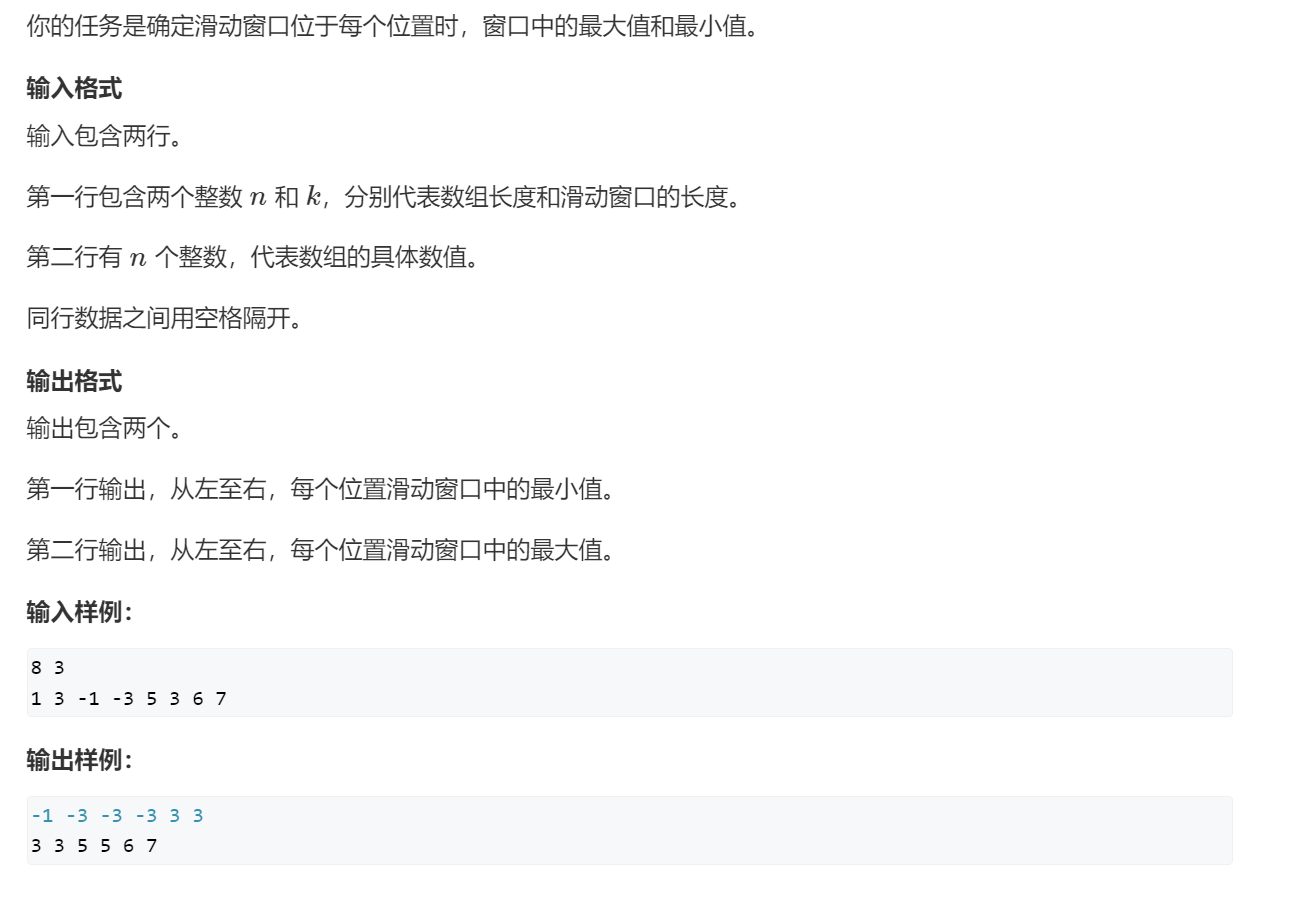 你的任务是确定滑动窗口位于每个位置时，窗口中的最大值和最小值。
输入格式
输入包含两行。
第一行包含两个整数 n 和 k，分别代表数组长度和滑动窗口的长度。
第二行有 n 个整数，代表数组的具体数值。
同行数据之间用空格隔开。
输出格式
输出包含两个。
第一行输出，从左至右，每个位置滑动窗口中的最小值。
第二行输出，从左至右，每个位置滑动窗口中的最大值。
输入样例：
8 3
1 3 -1 -3 5 3 6 7
输出样例：
-1 -3 -3 -3 3 3
3 3 5 5 6 7